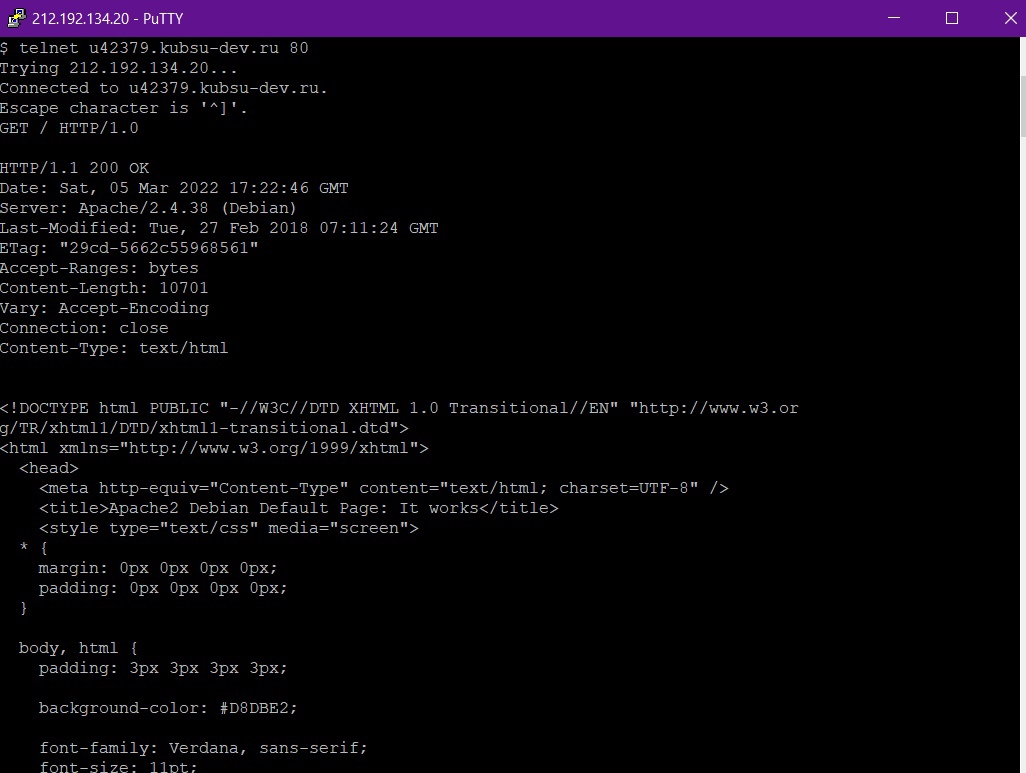 212.192.134.20 - PuTTY
$ telnet u42379.kubsu-dev.ru 80
Trying 212.192.134.20...
Connected to u42379.kubsu-dev.ru.
Escape character is '^]'.
GET / HTTP/1.0
HTTP/1.1 200 OK
Date: Sat, 05 Mar 2022 17:22:46 GMT
Server: Apache/2.4.38 (Debian)
Last-Modified: Tue, 27 Feb 2018 07:11:24 GMT
ETag: "29cd-5662c55968561"
Accept-Ranges: bytes
Content-Length: 10701
Vary: Accept-Encoding
Connection: close
Content-Type: text/html
<!DOCTYPE html PUBLIC "-//W3C//DTD XHTML 1.0 Transitional//EN" "http://www.w3.or
g/TR/xhtml1/DTD/xhtml1-transitional.dtd">
<html xmlns="http://www.w3.org/1999/xhtml">
  <head>
    <meta http-equiv="Content-Type" content="text/html; charset=UTF-8" />
    <title>Apache2 Debian Default Page: It works</title>
    <style type="text/css" media="screen">
  * {
    margin: 0px 0px 0px 0px;
    padding: 0px 0px 0px 0px;
  }
  body, html {
    padding: 3px 3px 3px 3px;
    background-color: #D8DBE2;
    font-family: Verdana, sans-serif;
    font-size: 11pt;